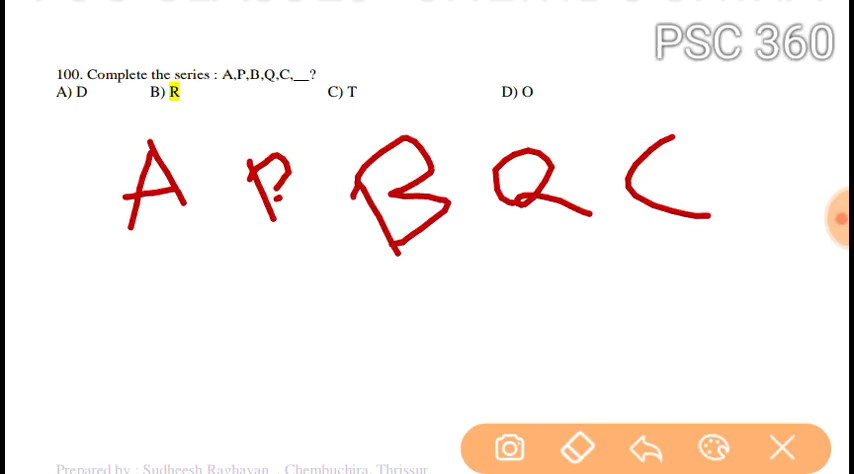 PSC 360
100. Complete the series : A,P,B,Q,C,__?
A) D B) R C) T D) O
A P B Q C
Prepared by : Sudheesh Raghavan , Chembuchira, Thrissur